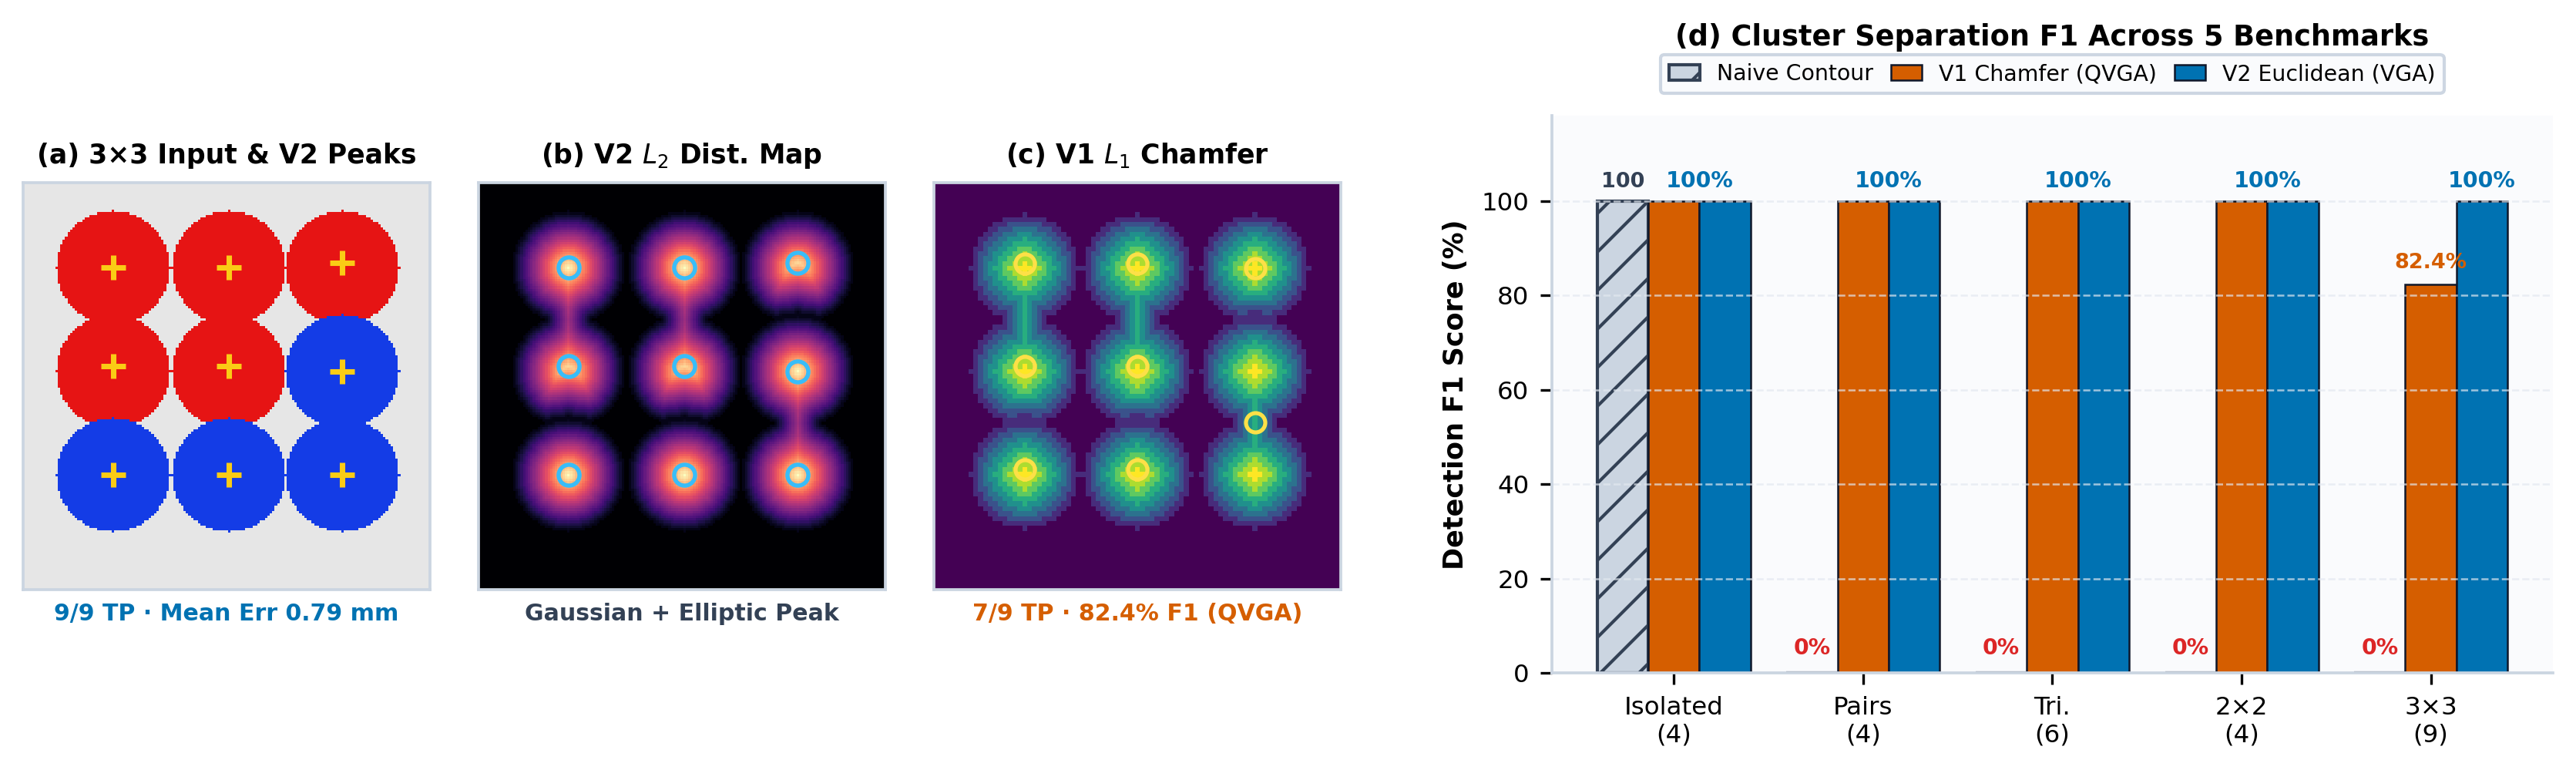 (a) 3×3 Input & V2 Peaks
9/9 TP · Mean Err 0.79 mm
(b) V2 L₂ Dist. Map
Gaussian + Elliptic Peak
(c) V1 L₁ Chamfer
7/9 TP · 82.4% F1 (QVGA)
(d) Cluster Separation F1 Across 5 Benchmarks
Naive Contour
V1 Chamfer (QVGA)
V2 Euclidean (VGA)
Detection F1 Score (%)
100
80
60
40
20
0
100
100%
100%
100%
100%
100%
82.4%
0%
0%
0%
0%
Isolated
(4)
Pairs
(4)
Tri.
(6)
2×2
(4)
3×3
(9)